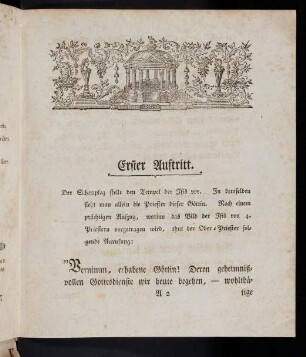 Erster Auftritt.
Der Schauplatz stellt den Tempel der Isis vor. In demselben
sieht man allein die Priester dieser Göttin. Nach einem
prächtigen Aufzug, worinn das Bild der Isis von 4.
Priestern vorgetragen wird, thut der Ober-Priester fol-
gende Anrufung:
"Vernimm, erhabene Göttin! Deren geheimniß-
vollen Gottesdienste wir heute begehen, — wohlthä-
A 2 tige